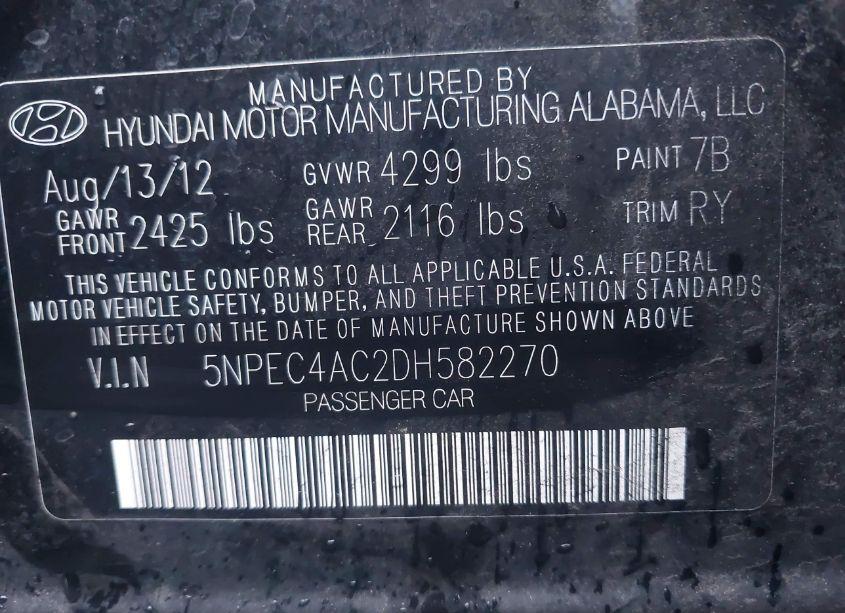 MANUFACTURED BY
HYUNDAI MOTOR MANUFACTURING ALABAMA, LLC
Aug/13/12 GVWR 4299 lbs PAINT 7B
GAWR FRONT 2425 lbs GAWR REAR 2116 lbs TRIM RY
THIS VEHICLE CONFORMS TO ALL APPLICABLE U.S.A. FEDERAL
MOTOR VEHICLE SAFETY, BUMPER, AND THEFT PREVENTION STANDARDS
IN EFFECT ON THE DATE OF MANUFACTURE SHOWN ABOVE
V.I.N 5NPEC4AC2DH582270
PASSENGER CAR